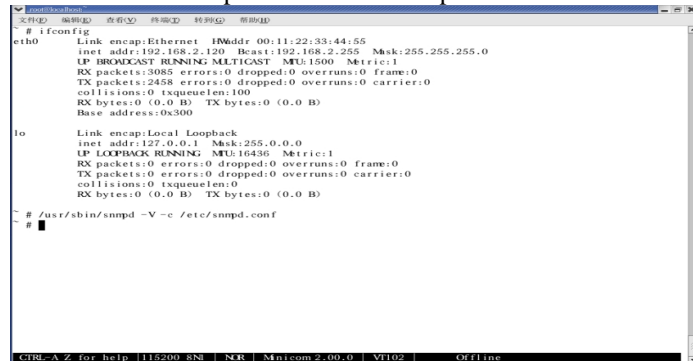 root@localhost:~
文件(F) 编辑(E) 查看(V) 终端(T) 转到(G) 帮助(H)
~ # ifconfig
eth0 Link encap:Ethernet HWaddr 00:11:22:33:44:55
inet addr:192.168.2.120 Bcast:192.168.2.255 Mask:255.255.255.0
UP BROADCAST RUNNING MULTICAST MTU:1500 Metric:1
RX packets:3085 errors:0 dropped:0 overruns:0 frame:0
TX packets:2458 errors:0 dropped:0 overruns:0 carrier:0
collisions:0 txqueuelen:100
RX bytes:0 (0.0 B) TX bytes:0 (0.0 B)
Base address:0x300
lo Link encap:Local Loopback
inet addr:127.0.0.1 Mask:255.0.0.0
UP LOOPBACK RUNNING MTU:16436 Metric:1
RX packets:0 errors:0 dropped:0 overruns:0 frame:0
TX packets:0 errors:0 dropped:0 overruns:0 carrier:0
collisions:0 txqueuelen:0
RX bytes:0 (0.0 B) TX bytes:0 (0.0 B)
~ # /usr/sbin/snmpd -V -c /etc/snmpd.conf
~ #
CTRL-A Z for help |115200 8N1 | NOR | Minicom 2.00.0 | VT102 | Offline